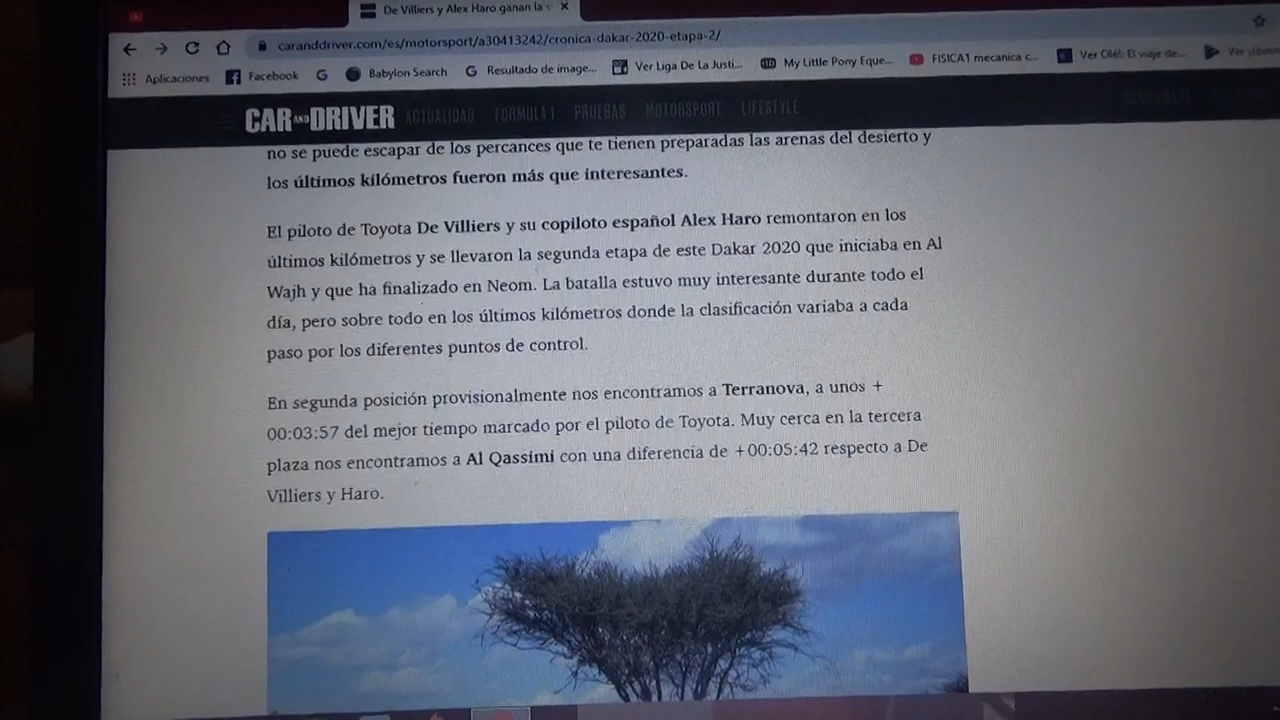 De Villiers y Alex Haro ganan la s
caranddriver.com/es/motorsport/a30413242/cronica-dakar-2020-etapa-2/
Aplicaciones Facebook Babylon Search Resultado de image... Ver Liga De La Justi... My Little Pony Eque... FISICA1 mecanica c... Ver Olé!: El viaje de...
CAR AND DRIVER ACTUALIDAD FÓRMULA 1 PRUEBAS MOTORSPORT LIFESTYLE SUSCRÍBETE
no se puede escapar de los percances que te tienen preparadas las arenas del desierto y
los últimos kilómetros fueron más que interesantes.
El piloto de Toyota De Villiers y su copiloto español Alex Haro remontaron en los
últimos kilómetros y se llevaron la segunda etapa de este Dakar 2020 que iniciaba en Al
Wajh y que ha finalizado en Neom. La batalla estuvo muy interesante durante todo el
día, pero sobre todo en los últimos kilómetros donde la clasificación variaba a cada
paso por los diferentes puntos de control.
En segunda posición provisionalmente nos encontramos a Terranova, a unos +
00:03:57 del mejor tiempo marcado por el piloto de Toyota. Muy cerca en la tercera
plaza nos encontramos a Al Qassimi con una diferencia de +00:05:42 respecto a De
Villiers y Haro.